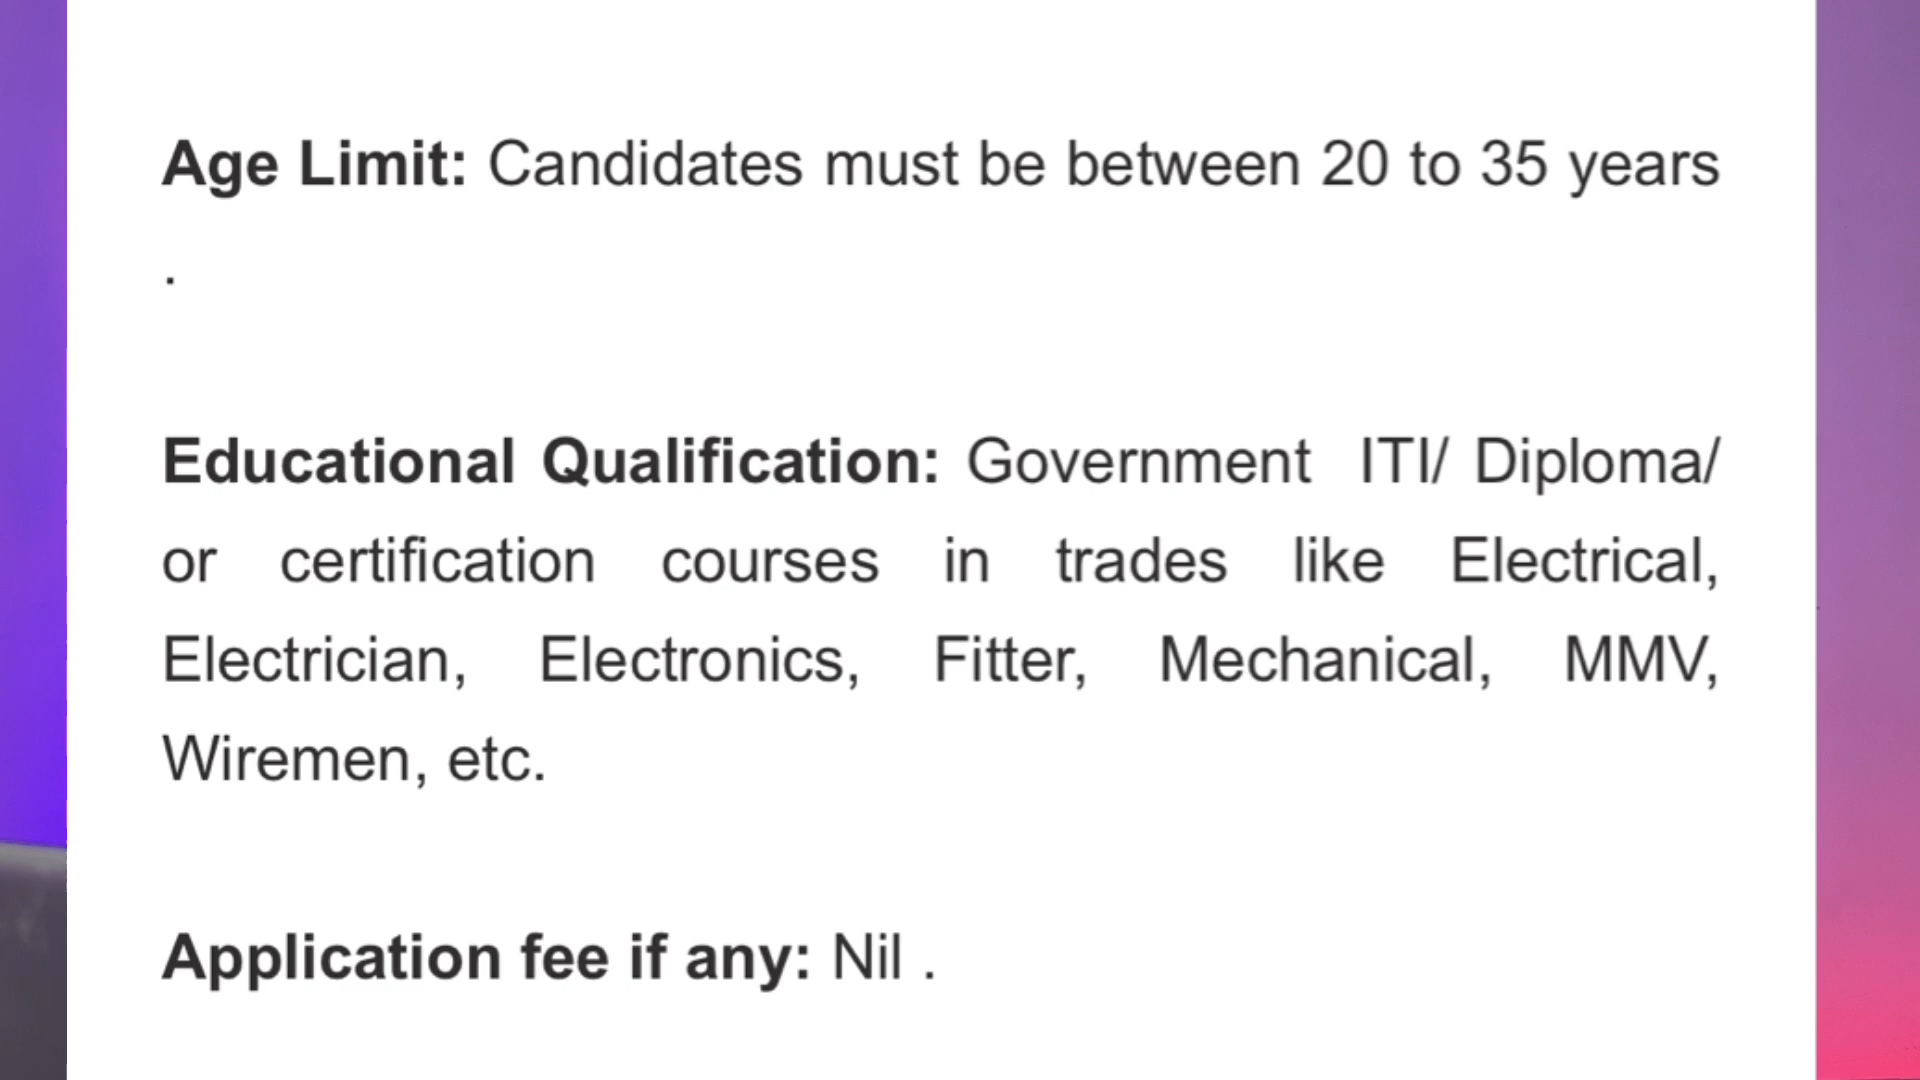 Age Limit: Candidates must be between 20 to 35 years
.
Educational Qualification: Government ITI/ Diploma/
or certification courses in trades like Electrical,
Electrician, Electronics, Fitter, Mechanical, MMV,
Wiremen, etc.
Application fee if any: Nil .